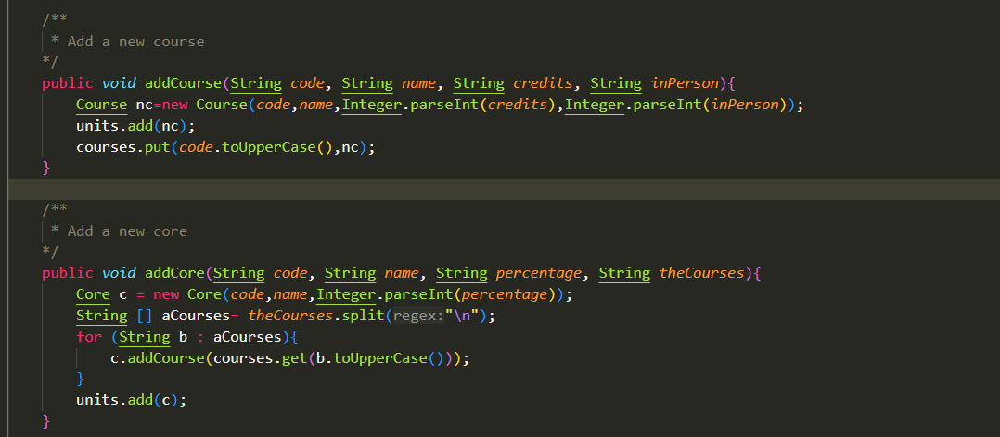 /**
 * Add a new course
*/
public void addCourse(String code, String name, String credits, String inPerson){
    Course nc=new Course(code,name,Integer.parseInt(credits),Integer.parseInt(inPerson));
    units.add(nc);
    courses.put(code.toUpperCase(),nc);
}
/**
 * Add a new core
*/
public void addCore(String code, String name, String percentage, String theCourses){
    Core c = new Core(code,name,Integer.parseInt(percentage));
    String [] aCourses= theCourses.split(regex:"\n");
    for (String b : aCourses){
        c.addCourse(courses.get(b.toUpperCase()));
    }
    units.add(c);
}